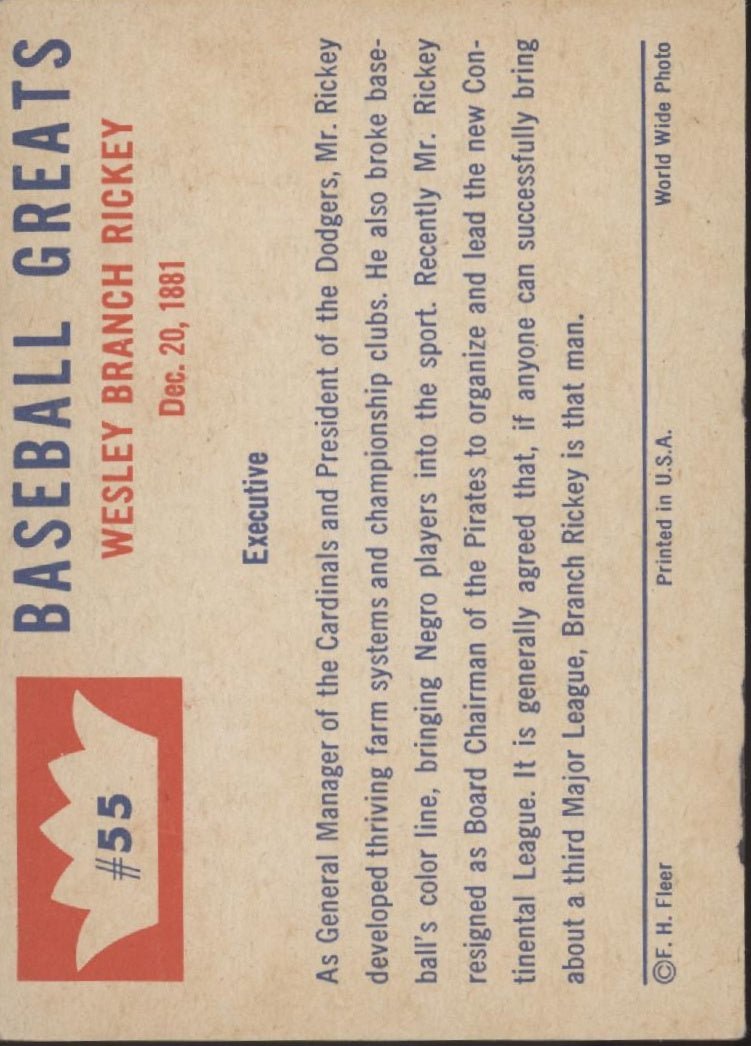 #55
BASEBALL GREATS
WESLEY BRANCH RICKEY
Dec. 20, 1881
Executive
As General Manager of the Cardinals and President of the Dodgers, Mr. Rickey
developed thriving farm systems and championship clubs. He also broke base-
ball's color line, bringing Negro players into the sport. Recently Mr. Rickey
resigned as Board Chairman of the Pirates to organize and lead the new Con-
tinental League. It is generally agreed that, if anyone can successfully bring
about a third Major League, Branch Rickey is that man.
©F. H. Fleer Printed in U.S.A. World Wide Photo